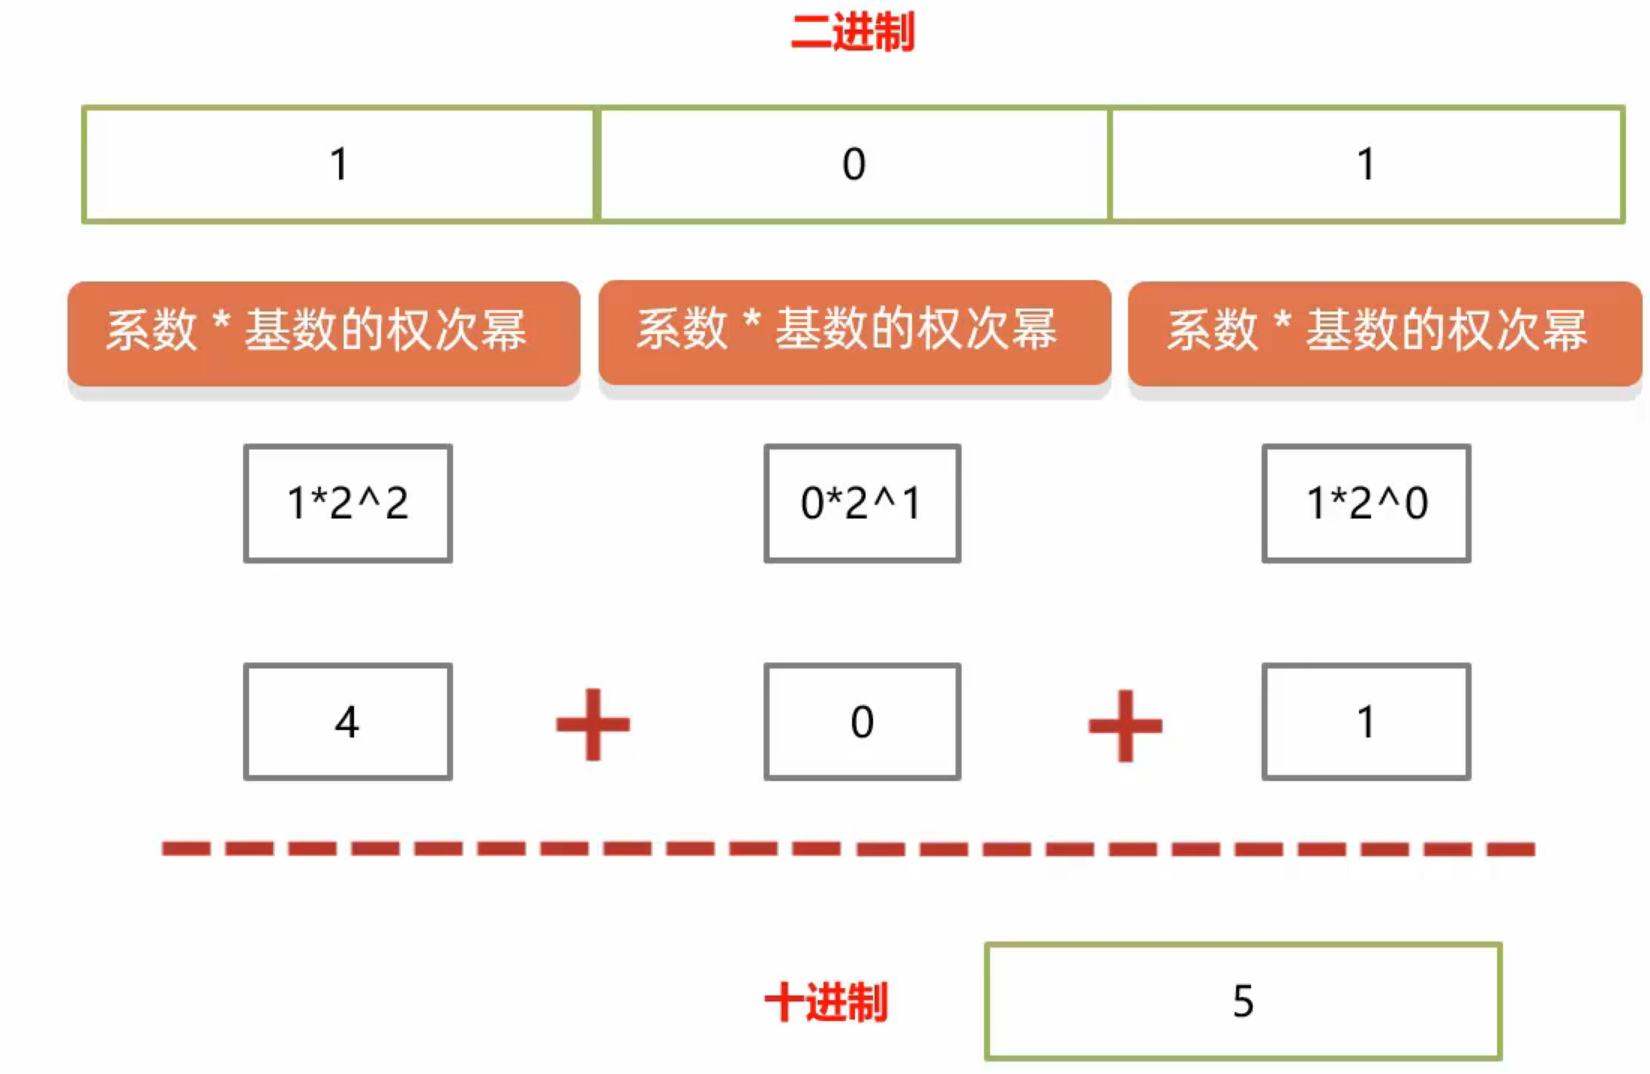 二进制
1 0 1
系数 * 基数的权次幂 系数 * 基数的权次幂 系数 * 基数的权次幂
1*2^2 0*2^1 1*2^0
4 + 0 + 1
十进制 5